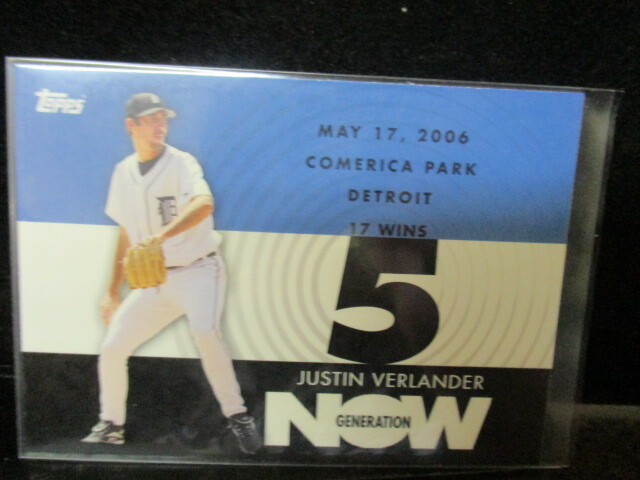 Topps
MAY 17, 2006
COMERICA PARK
DETROIT
17 WINS
5
JUSTIN VERLANDER
NOW
GENERATION